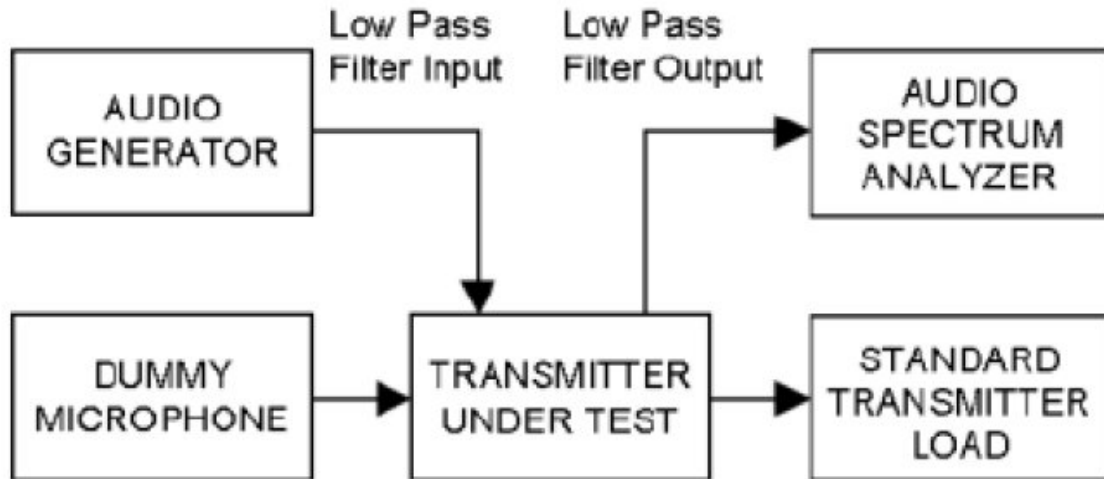 Low Pass
Filter Input
Low Pass
Filter Output
AUDIO
GENERATOR
AUDIO
SPECTRUM
ANALYZER
DUMMY
MICROPHONE
TRANSMITTER
UNDER TEST
STANDARD
TRANSMITTER
LOAD